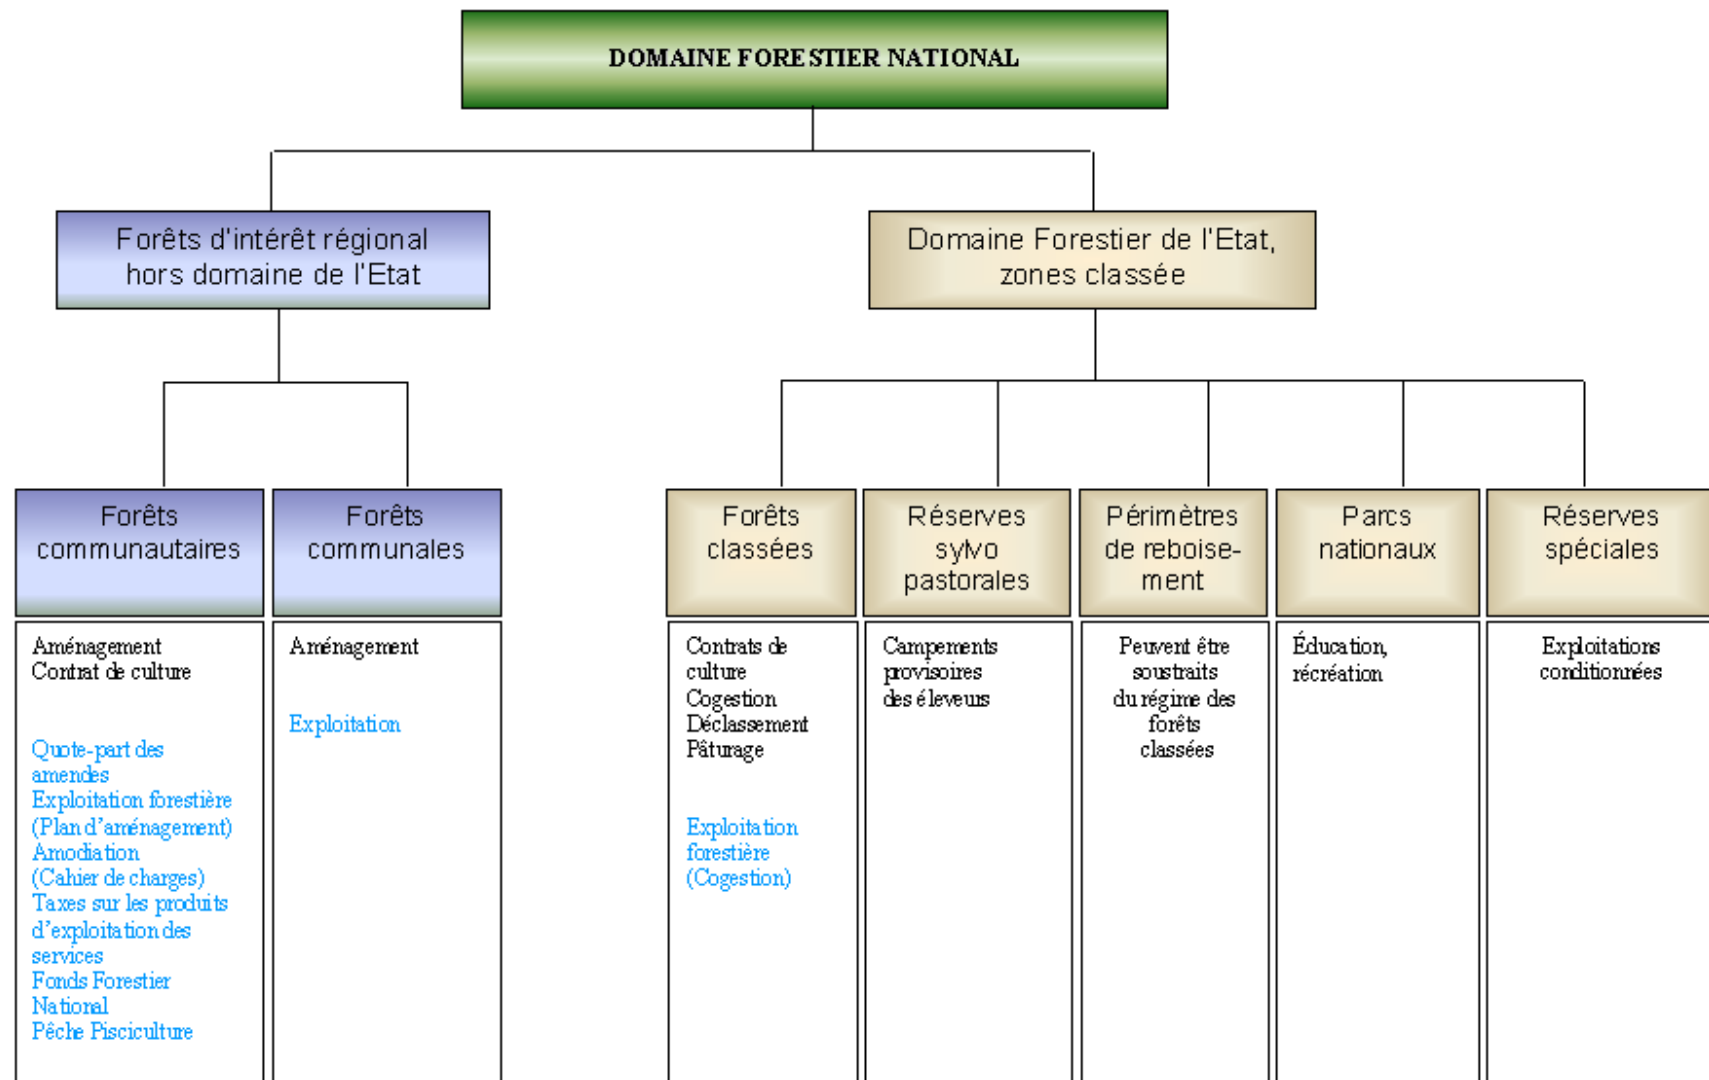 DOMAINE FORESTIER NATIONAL
Forêts d'intérêt régional
hors domaine de l'Etat
Domaine Forestier de l'Etat,
zones classée
Forêts
communautaires
Forêts
communales
Forêts
classées
Réserves
sylvo
pastorales
Périmètres
de reboise-
ment
Parcs
nationaux
Réserves
spéciales
Aménagement
Contrat de culture
Quote-part des
amendes
Exploitation forestière
(Plan d'aménagement)
Amodiation
(Cahier de charges)
Taxes sur les produits
d'exploitation des
services
Fonds Forestier
National
Pêche Pisciculture
Aménagement
Exploitation
Contrats de
culture
Cogestion
Déclassement
Pâturage
Exploitation
forestière
(Cogestion)
Campements
provisoires
des éleveurs
Peuvent être
soustraits
du régime des
forêts
classées
Éducation,
récréation
Exploitations
conditionnées